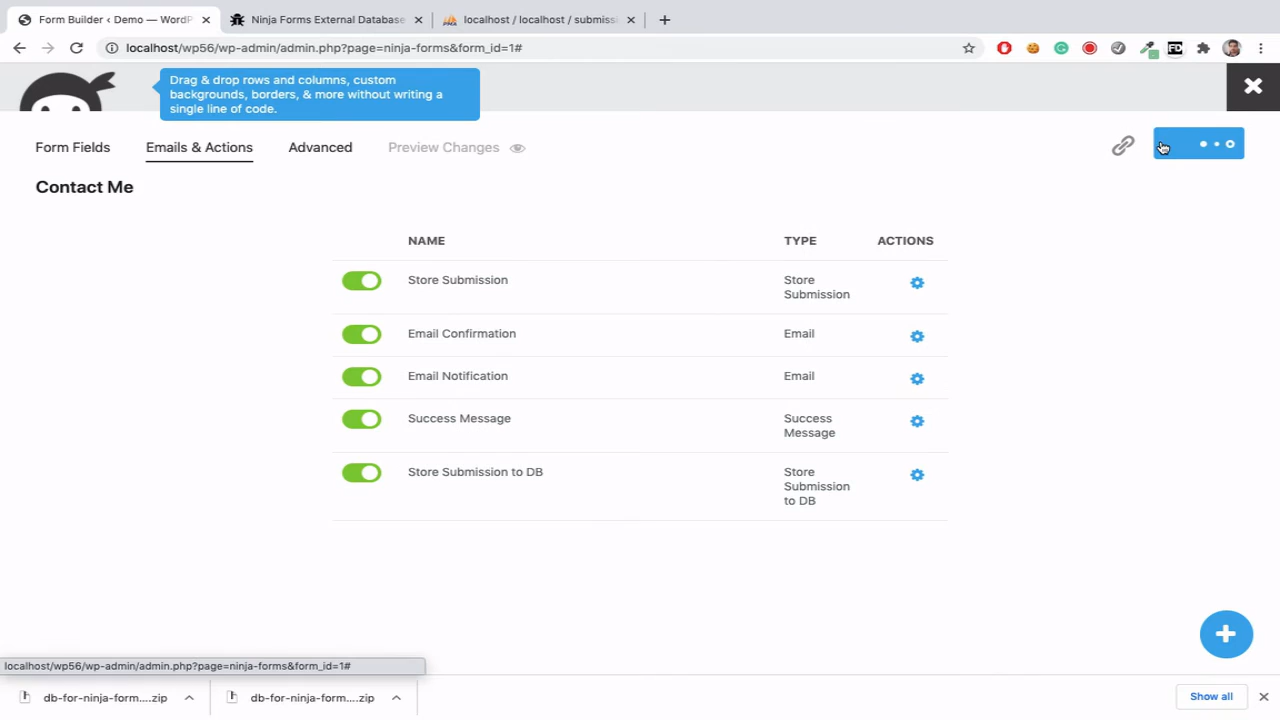 Form Builder ‹ Demo — WordP
Ninja Forms External Database
localhost / localhost / submissi
localhost/wp56/wp-admin/admin.php?page=ninja-forms&form_id=1#
FD
Drag & drop rows and columns, custom
backgrounds, borders, & more without writing a
single line of code.
Form Fields
Emails & Actions
Advanced
Preview Changes
Contact Me
NAME
TYPE
ACTIONS
Store Submission
Store
Submission
Email Confirmation
Email
Email Notification
Email
Success Message
Success
Message
Store Submission to DB
Store
Submission
to DB
localhost/wp56/wp-admin/admin.php?page=ninja-forms&form_id=1#
db-for-ninja-form....zip
db-for-ninja-form....zip
Show all